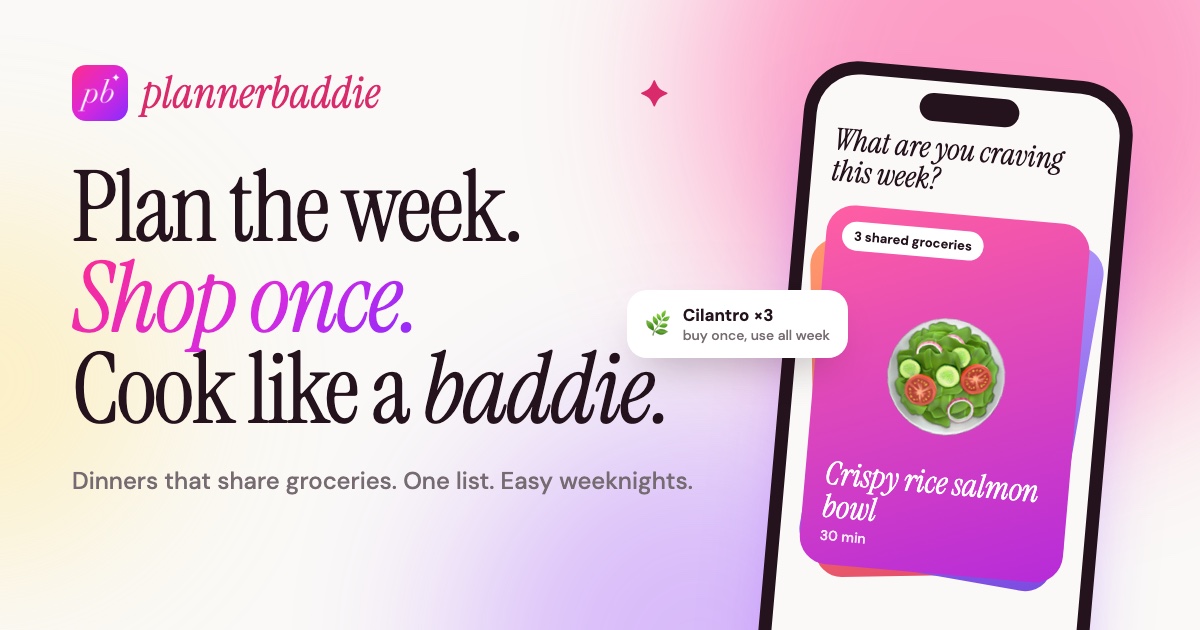 pb
plannerbaddie
Plan the week.
Shop once.
Cook like a baddie.
Dinners that share groceries. One list. Easy weeknights.
What are you craving
this week?
3 shared groceries
Cilantro ×3
buy once, use all week
Crispy rice salmon
bowl
30 min